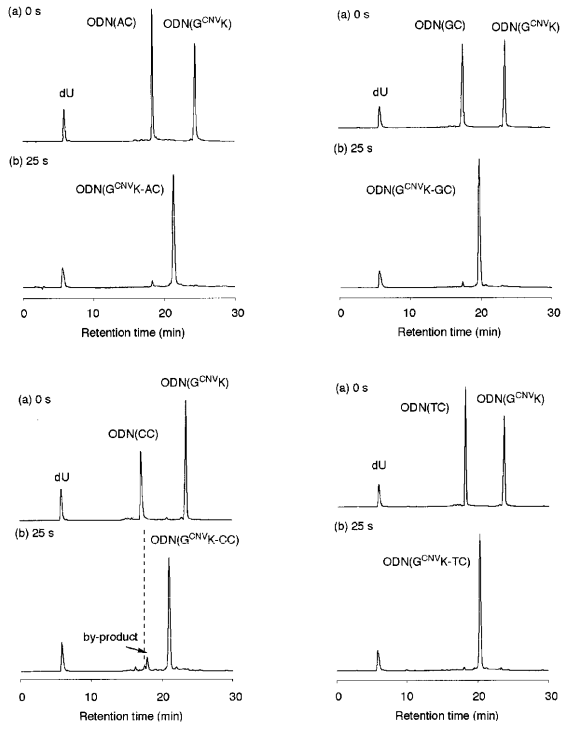 (a) 0 s
ODN(AC)
ODN(GCNVK)
dU
(b) 25 s
ODN(GCNVK-AC)
0 10 20 30
Retention time (min)
(a) 0 s
ODN(GC)
ODN(GCNVK)
dU
(b) 25 s
ODN(GCNVK-GC)
0 10 20 30
Retention time (min)
(a) 0 s
ODN(GCNVK)
ODN(CC)
dU
(b) 25 s
ODN(GCNVK-CC)
by-product
0 10 20 30
Retention time (min)
(a) 0 s
ODN(TC)
ODN(GCNVK)
dU
(b) 25 s
ODN(GCNVK-TC)
0 10 20 30
Retention time (min)